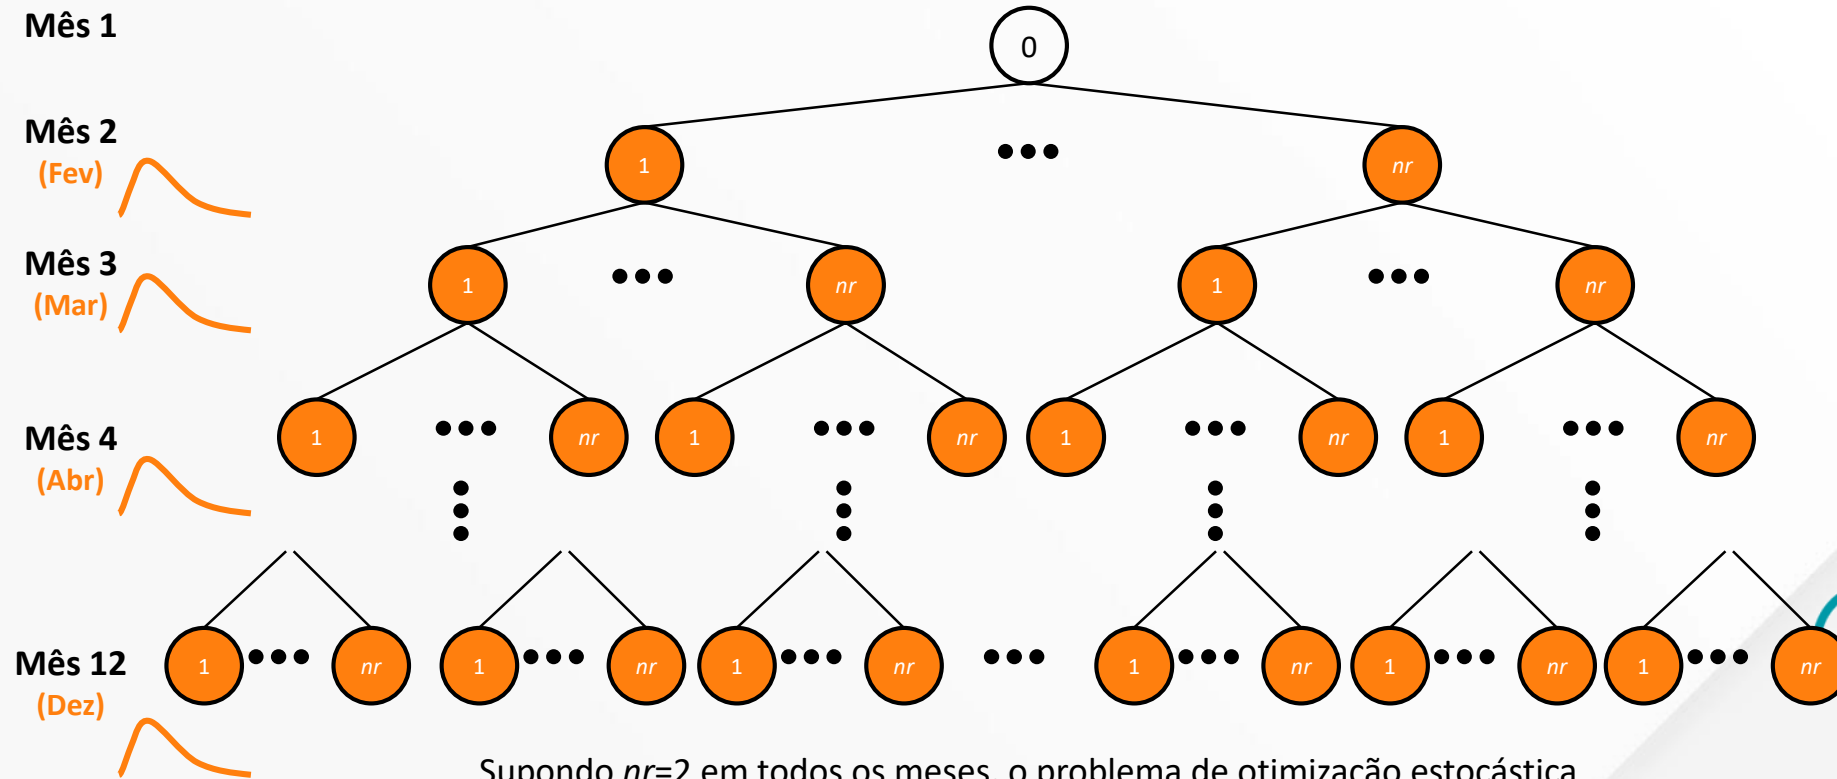 Mês 1
0
Mês 2
(Fev)
1 nr
Mês 3
(Mar)
1 nr 1 nr
Mês 4
(Abr)
1 nr 1 nr 1 nr 1 nr
Mês 12
(Dez)
1 nr 1 nr 1 nr 1 nr 1 nr 1 nr
Supondo nr=2 em todos os meses, o problema de otimização estocástica